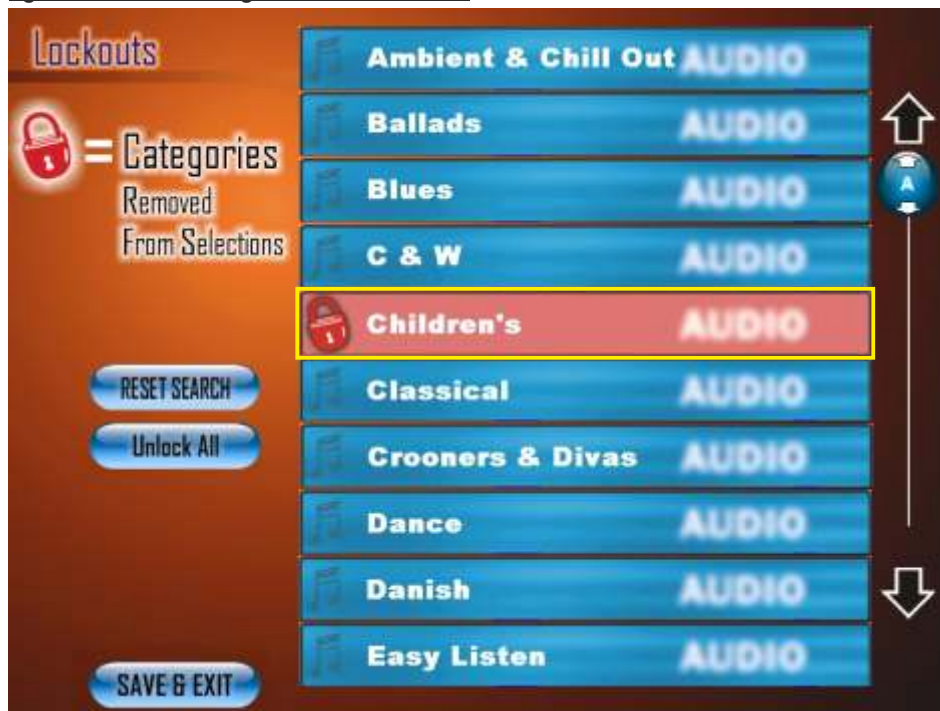 Lockouts
= Categories
Removed
From Selections
RESET SEARCH
Unlock All
SAVE & EXIT
Ambient & Chill Out AUDIO
Ballads AUDIO
Blues AUDIO
C & W AUDIO
Children's AUDIO
Classical AUDIO
Crooners & Divas AUDIO
Dance AUDIO
Danish AUDIO
Easy Listen AUDIO
A